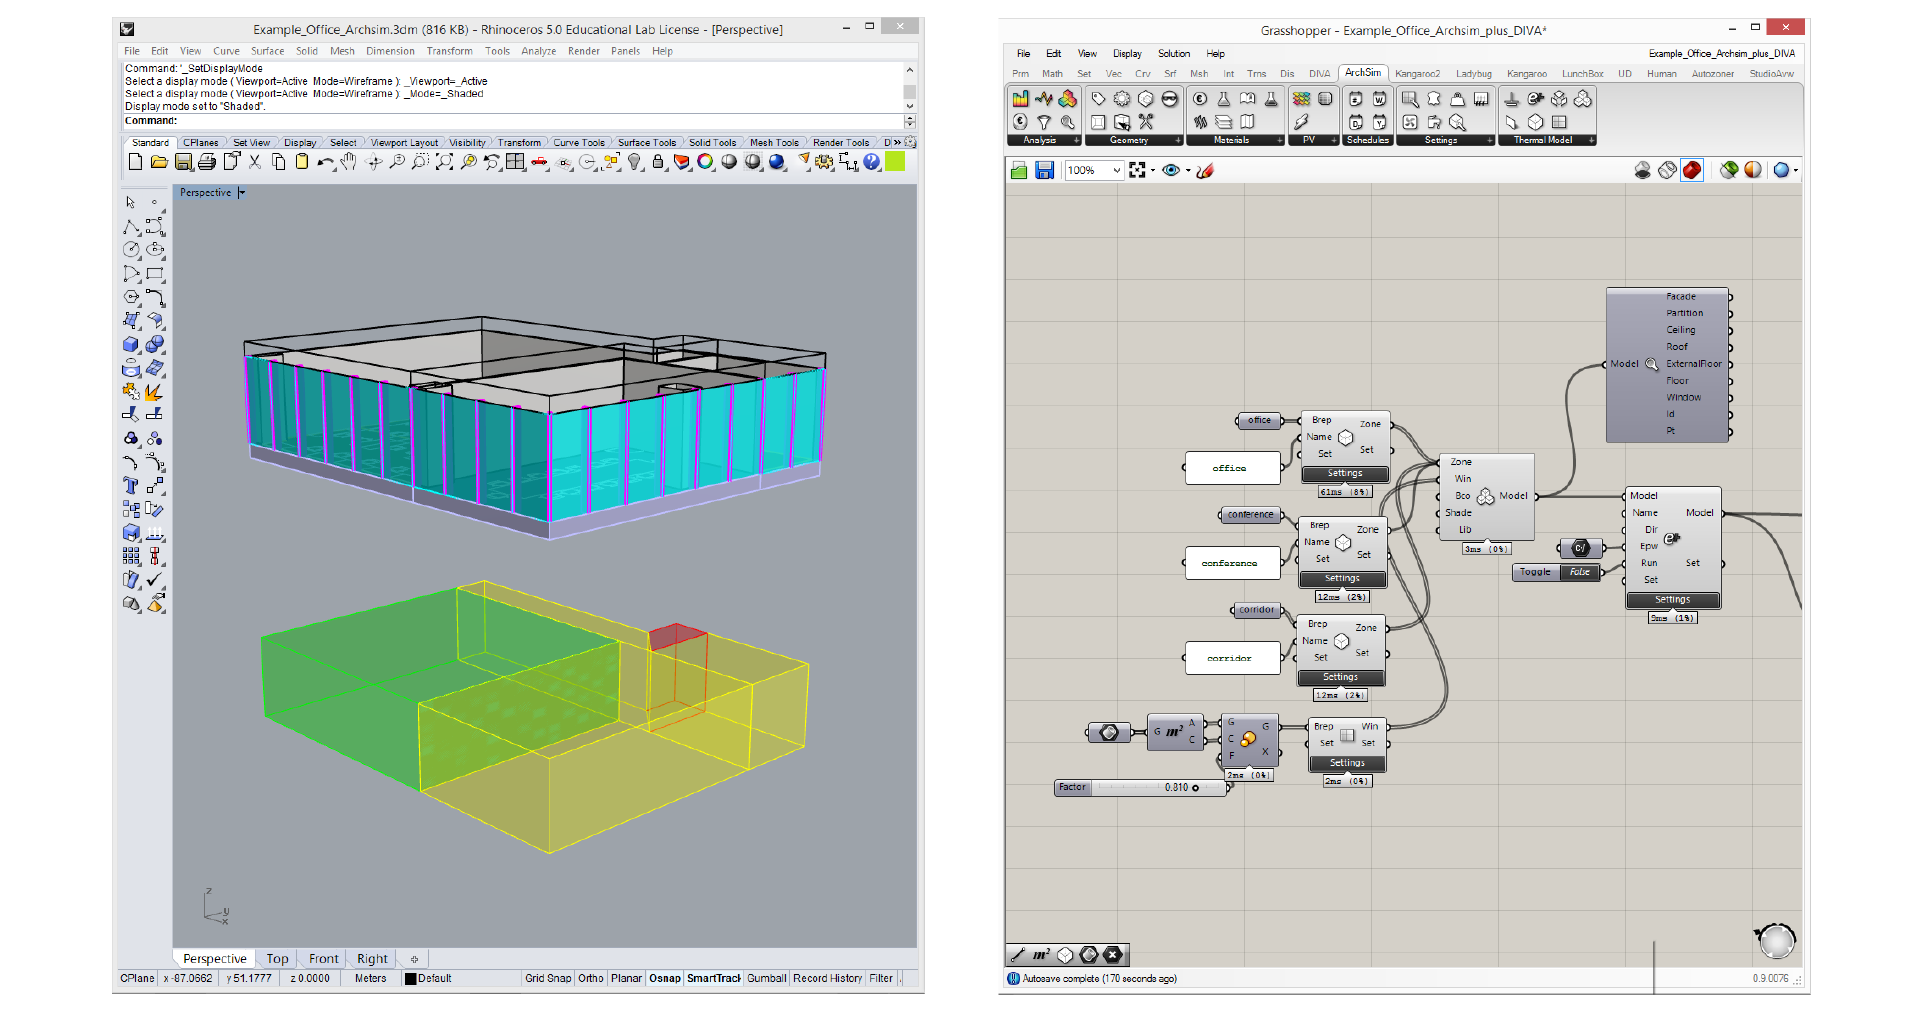 Example_Office_Archsim.3dm (816 KB) - Rhinoceros 5.0 Educational Lab License - [Perspective]
File Edit View Curve Surface Solid Mesh Dimension Transform Tools Analyze Render Panels Help
Command: '_SetDisplayMode
Select a display mode ( Viewport=Active Mode=Wireframe ): _Viewport=_Active
Select a display mode ( Viewport=Active Mode=Wireframe ): _Mode=_Shaded
Display mode set to "Shaded".
Command:
Standard CPlanes Set View Display Select Viewport Layout Visibility Transform Curve Tools Surface Tools Solid Tools Mesh Tools Render Tools D »
Perspective
z
y
x
Perspective Top Front Right
CPlane x -87.0662 y 51.1777 z 0.0000 Meters Default Grid Snap Ortho Planar Osnap SmartTrack Gumball Record History Filter
Grasshopper - Example_Office_Archsim_plus_DIVA*
File Edit View Display Solution Help Example_Office_Archsim_plus_DIVA
Prm Math Set Vec Crv Srf Msh Int Trns Dis DIVA ArchSim Kangaroo2 Ladybug Kangaroo LunchBox UD Human Autozoner StudioAvw
Analysis Geometry Materials PV Schedules Settings Thermal Model
100%
Facade
Partition
Ceiling
Roof
Model ExternalFloor
Floor
Window
Id
Pt
office Brep Zone
Name
Set Set
office
Settings
61ms (8%)
conference Brep Zone
Name
Set Set
conference
Settings
12ms (2%)
corridor Brep Zone
Name
Set Set
corridor
Settings
12ms (2%)
Zone
Win
Bco Model
Shade
Lib
3ms (0%)
Model
Name Model
Dir
C:/ Epw
Toggle False Run Set
Set
Settings
9ms (1%)
G m² A C
G G
C
F X
2ms (0%)
Brep Win
Set Set
Settings
2ms (0%)
Factor 0.810
m²
Autosave complete (170 seconds ago) 0.9.0076